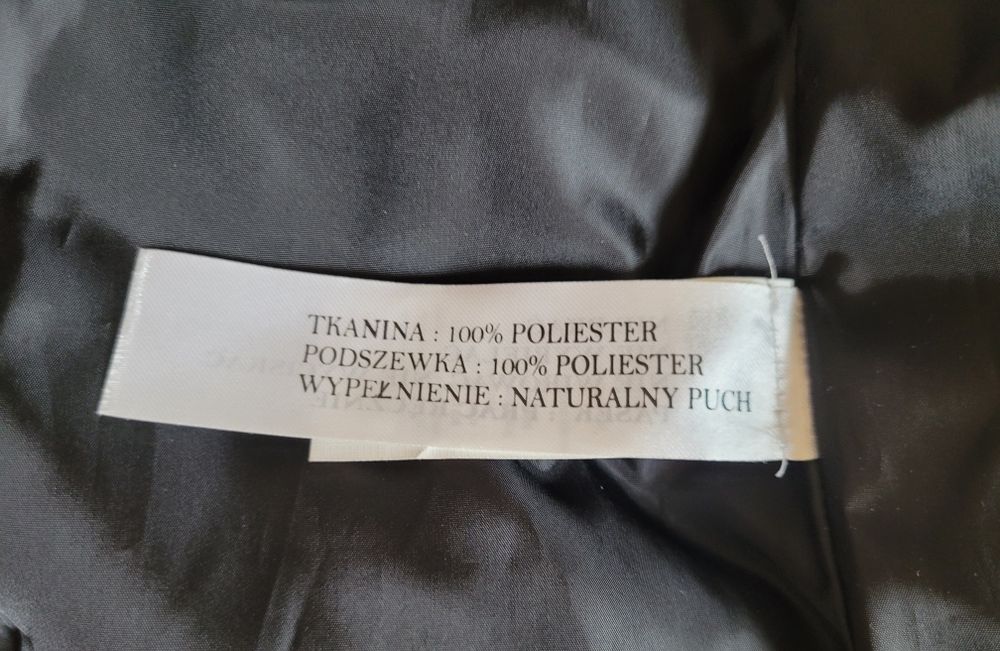 TKANINA : 100% POLIESTER
PODSZEWKA : 100% POLIESTER
WYPEŁNIENIE : NATURALNY PUCH